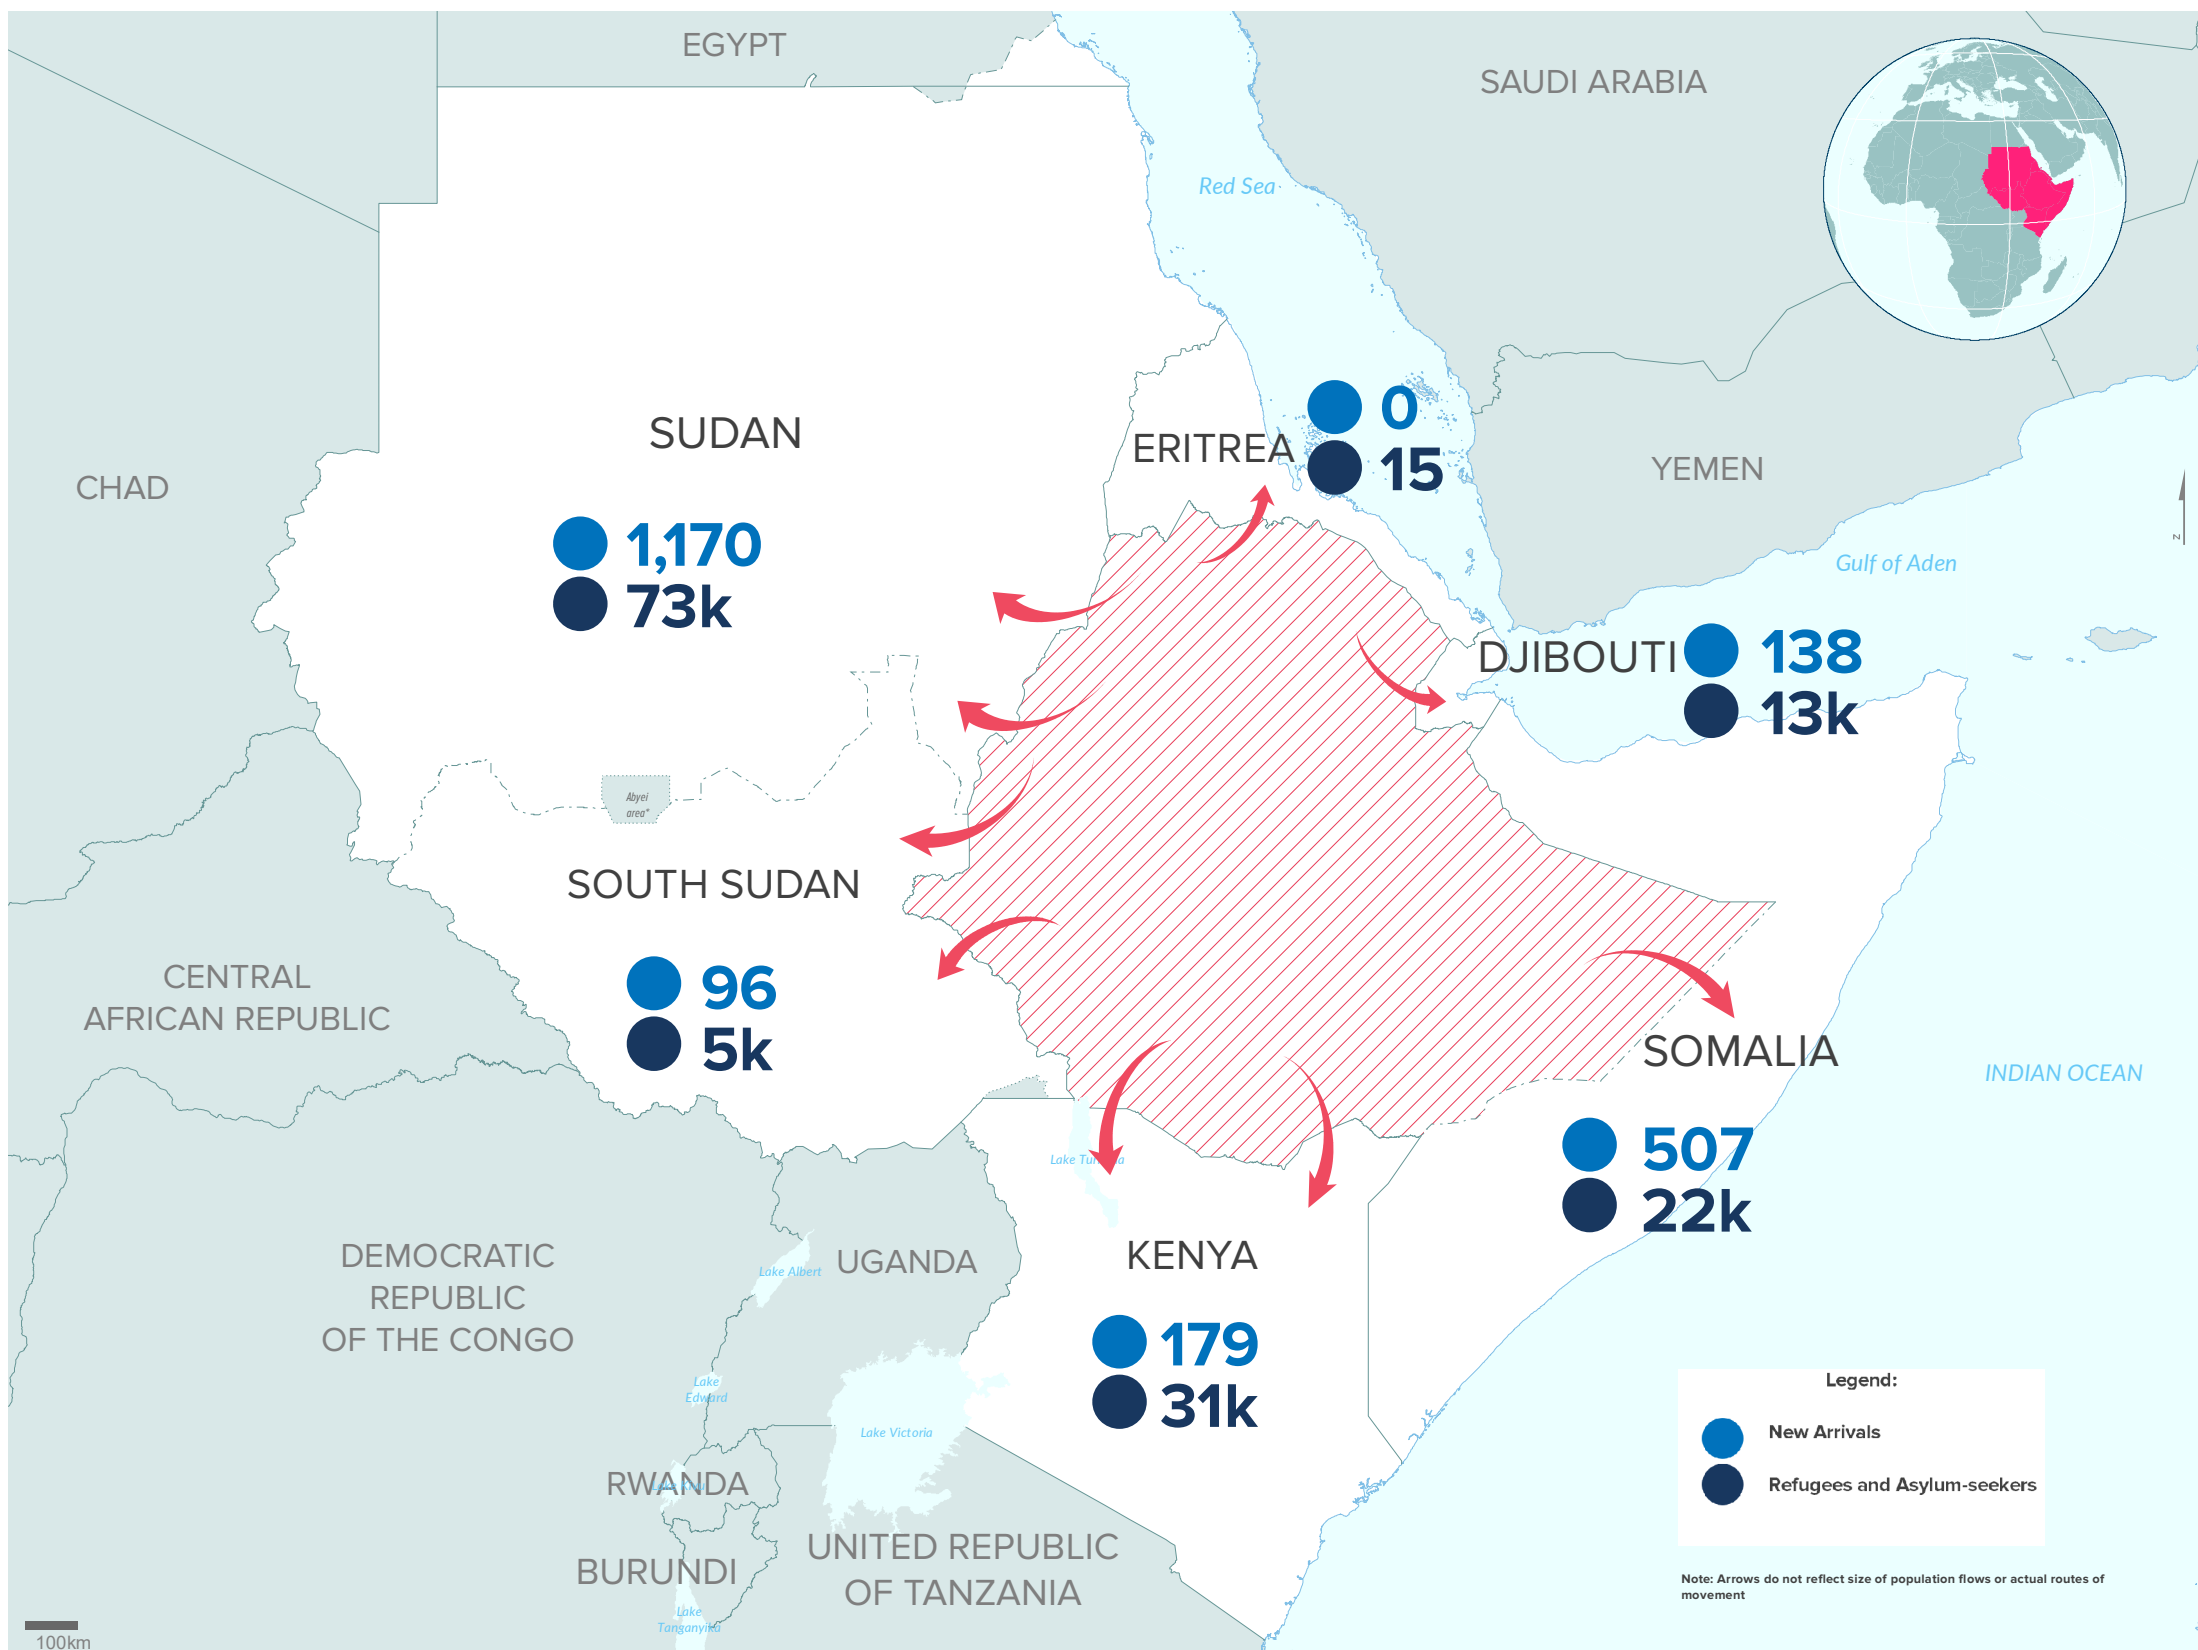 EGYPT
SAUDI ARABIA
Red Sea
SUDAN
1,170
73k
ERITREA
0
15
CHAD
YEMEN
Gulf of Aden
N
DJIBOUTI
138
13k
Abyei
area*
SOUTH SUDAN
96
5k
CENTRAL
AFRICAN REPUBLIC
SOMALIA
507
22k
INDIAN OCEAN
DEMOCRATIC
REPUBLIC
OF THE CONGO
Lake Albert
UGANDA
Lake
KENYA
179
31k
Lake
Edward
Lake Victoria
RWANDA
Lake
BURUNDI
Lake
Tanganyika
UNITED REPUBLIC
OF TANZANIA
Legend:
New Arrivals
Refugees and Asylum-seekers
Note: Arrows do not reflect size of population flows or actual routes of
movement
100km